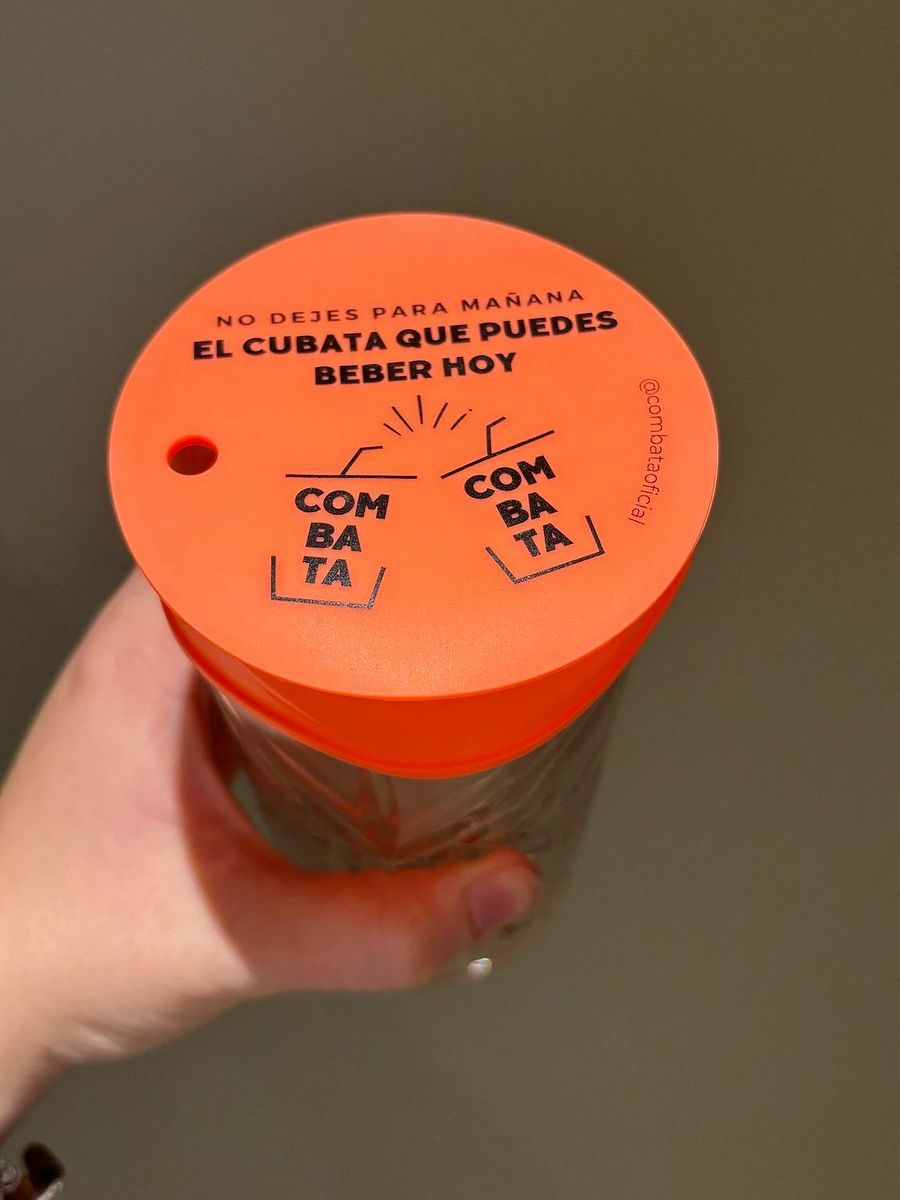 NO DEJES PARA MAÑANA
EL CUBATA QUE PUEDES
BEBER HOY
COM
BA
TA
COM
BA
TA
@combataoficial